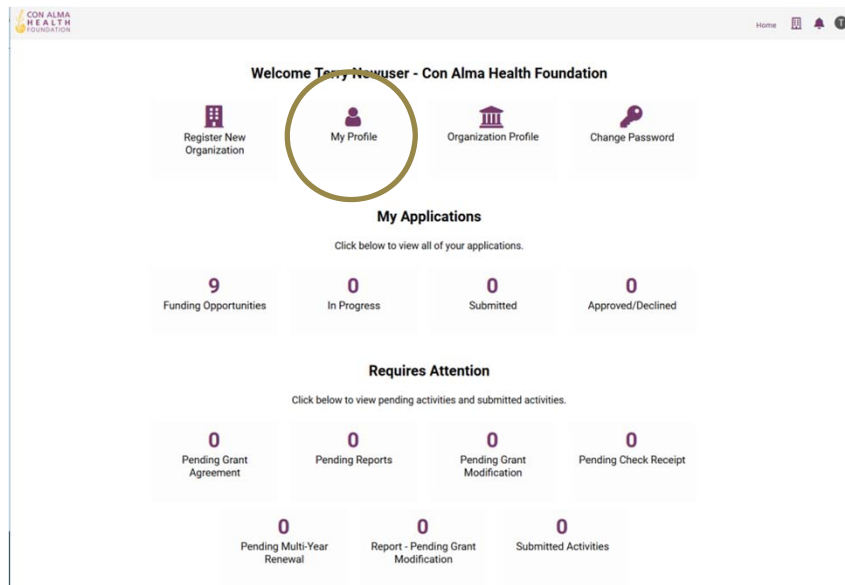 CON ALMA
HEALTH
FOUNDATION
Home
T
Welcome Terry Newuser - Con Alma Health Foundation
Register New
Organization
My Profile
Organization Profile
Change Password
My Applications
Click below to view all of your applications.
9
Funding Opportunities
0
In Progress
0
Submitted
0
Approved/Declined
Requires Attention
Click below to view pending activities and submitted activities.
0
Pending Grant
Agreement
0
Pending Reports
0
Pending Grant
Modification
0
Pending Check Receipt
0
Pending Multi-Year
Renewal
0
Report - Pending Grant
Modification
0
Submitted Activities